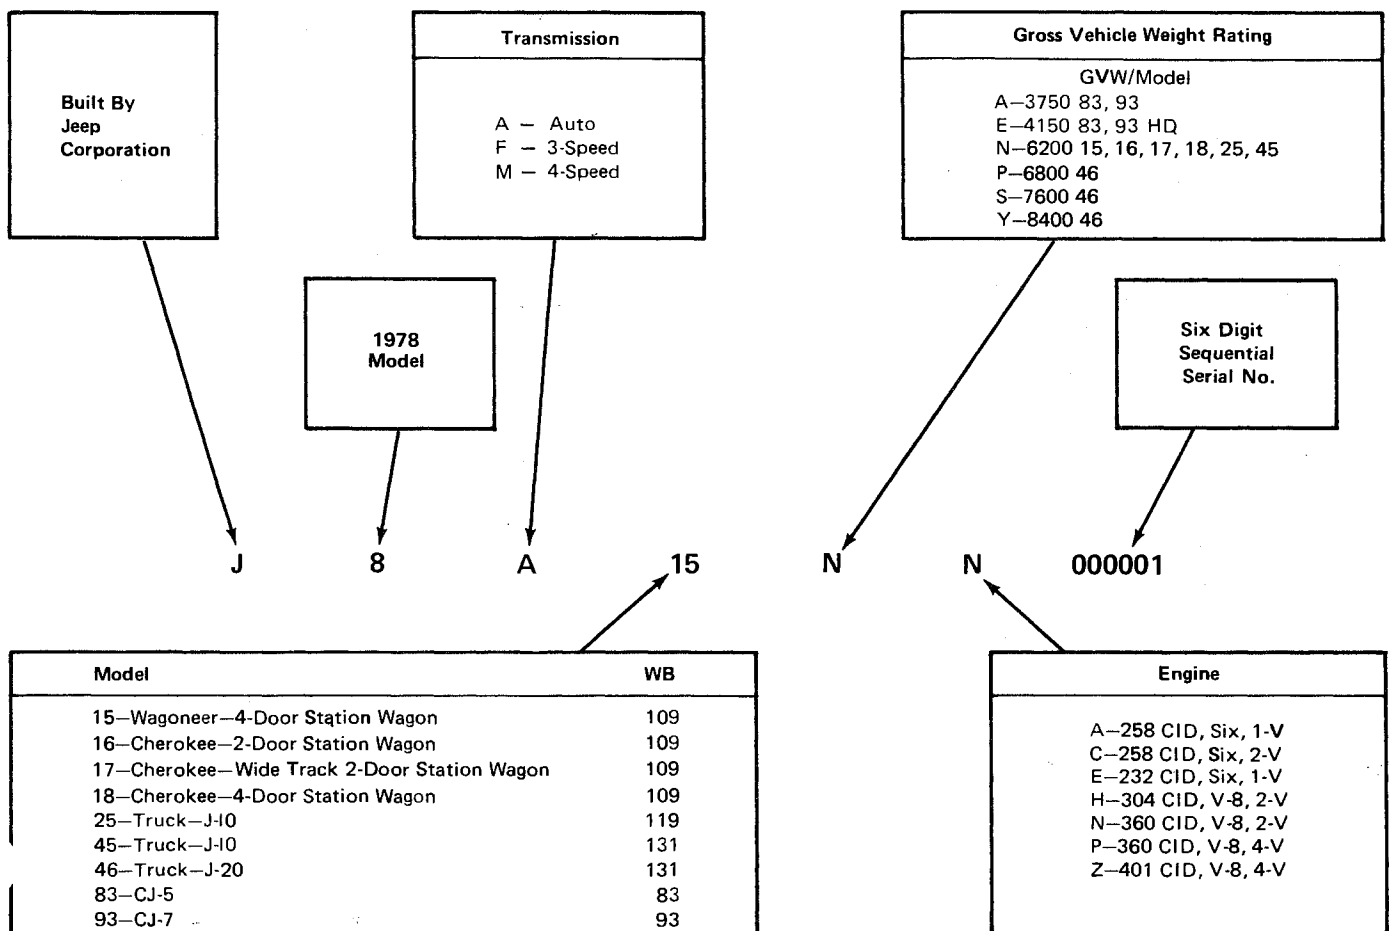 Built By
Jeep
Corporation
Transmission
A – Auto
F – 3-Speed
M – 4-Speed
Gross Vehicle Weight Rating
GVW/Model
A–3750 83, 93
E–4150 83, 93 HD
N–6200 15, 16, 17, 18, 25, 45
P–6800 46
S–7600 46
Y–8400 46
1978
Model
Six Digit
Sequential
Serial No.
J 8 A 15 N N 000001
Model WB
15–Wagoneer–4-Door Station Wagon 109
16–Cherokee–2-Door Station Wagon 109
17–Cherokee–Wide Track 2-Door Station Wagon 109
18–Cherokee–4-Door Station Wagon 109
25–Truck–J-10 119
45–Truck–J-10 131
46–Truck–J-20 131
83–CJ-5 83
93–CJ-7 93
Engine
A–258 CID, Six, 1-V
C–258 CID, Six, 2-V
E–232 CID, Six, 1-V
H–304 CID, V-8, 2-V
N–360 CID, V-8, 2-V
P–360 CID, V-8, 4-V
Z–401 CID, V-8, 4-V